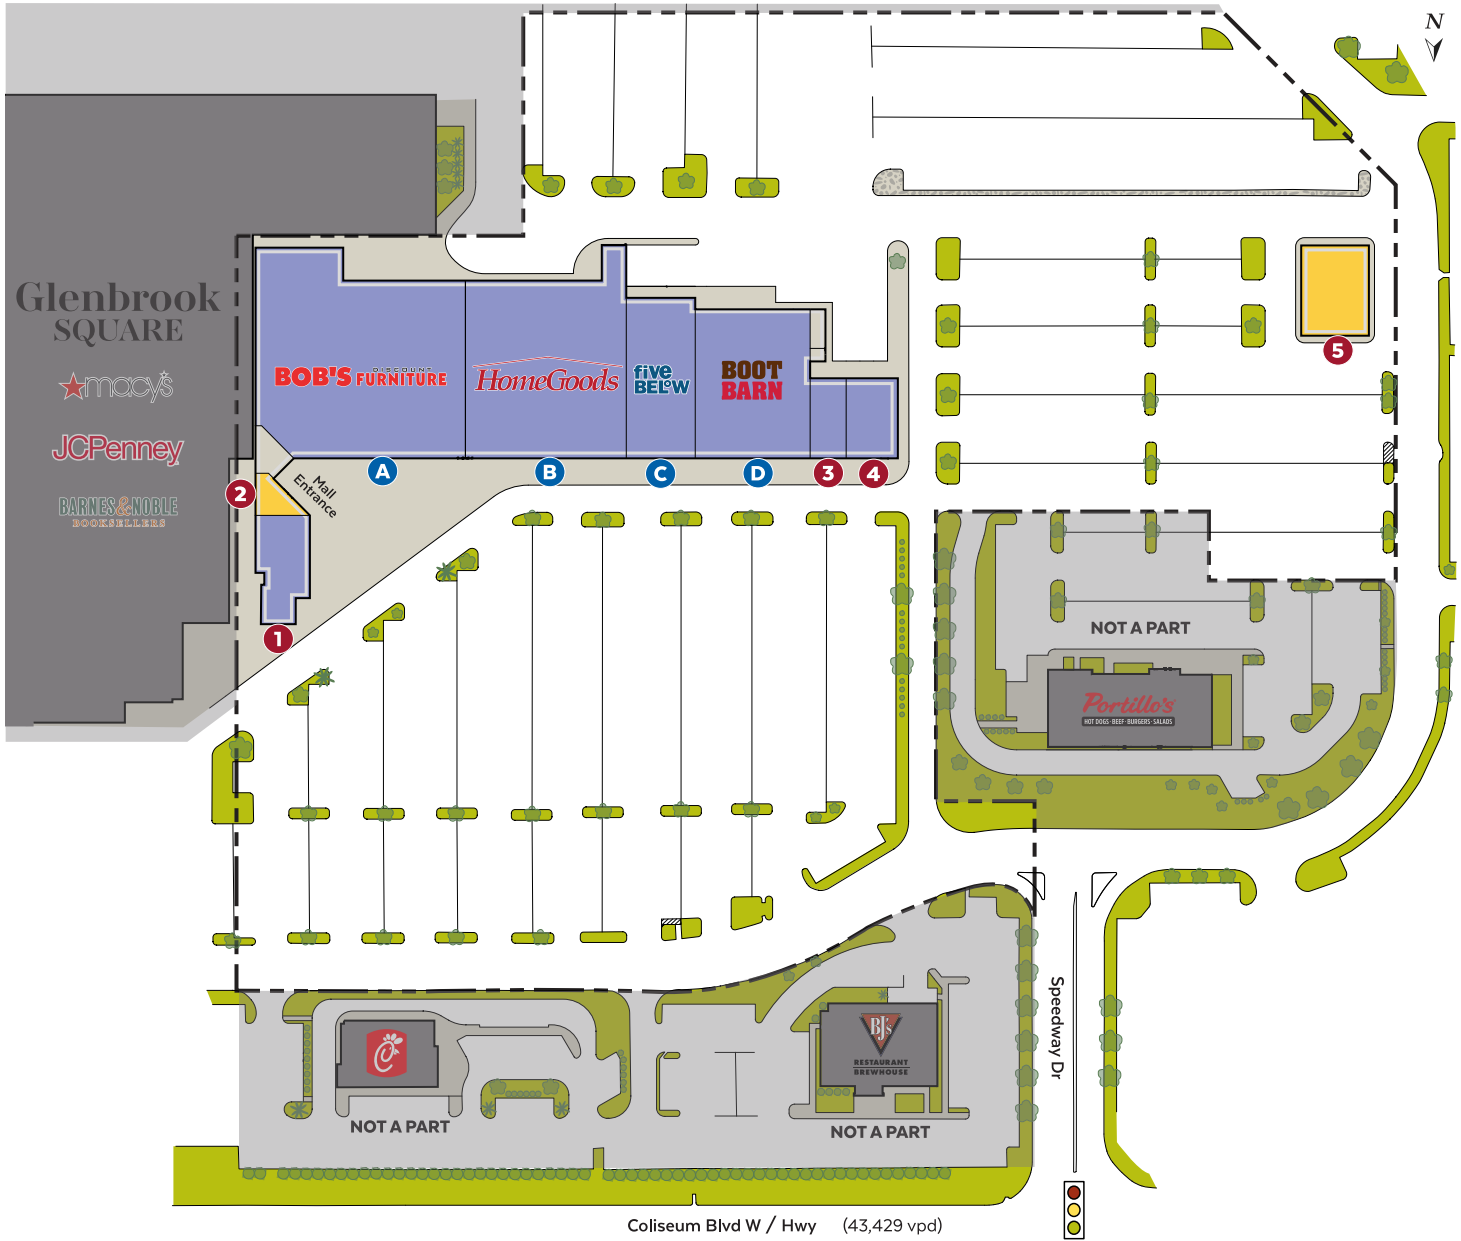 N
Glenbrook
SQUARE
macy's
JCPenney
BARNES & NOBLE
BOOKSELLERS
BOB'S DISCOUNT FURNITURE
HomeGoods
five
BELOW
BOOT
BARN
5
A
B
C
D
3
4
2
Mall
Entrance
1
NOT A PART
Portillo's
HOT DOGS · BEEF · BURGERS · SALADS
Speedway Dr
BJ's
RESTAURANT
BREWHOUSE
C
NOT A PART
NOT A PART
Coliseum Blvd W / Hwy (43,429 vpd)